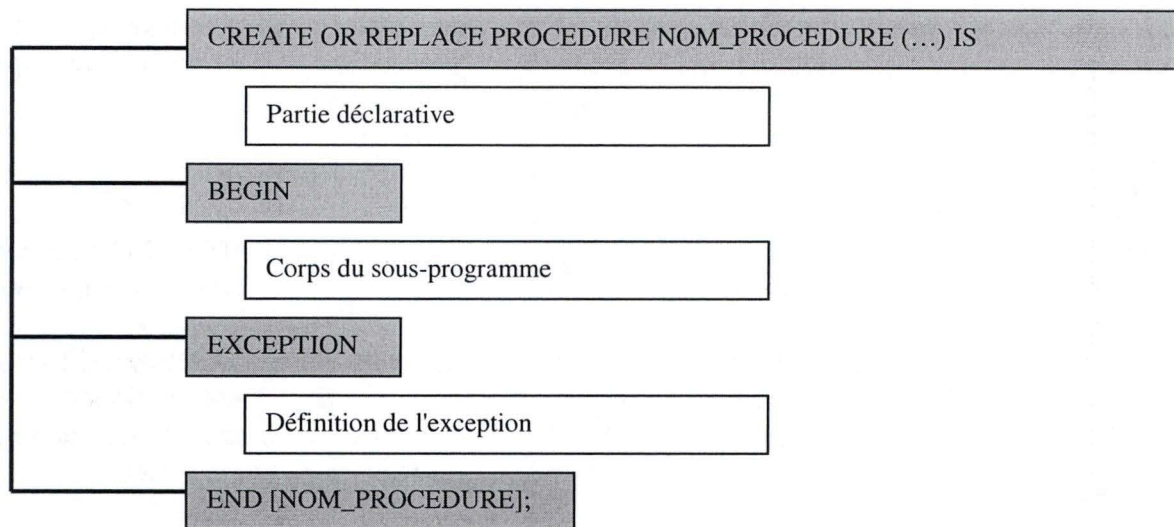 CREATE OR REPLACE PROCEDURE NOM_PROCEDURE (…) IS
Partie déclarative
BEGIN
Corps du sous-programme
EXCEPTION
Définition de l'exception
END [NOM_PROCEDURE];